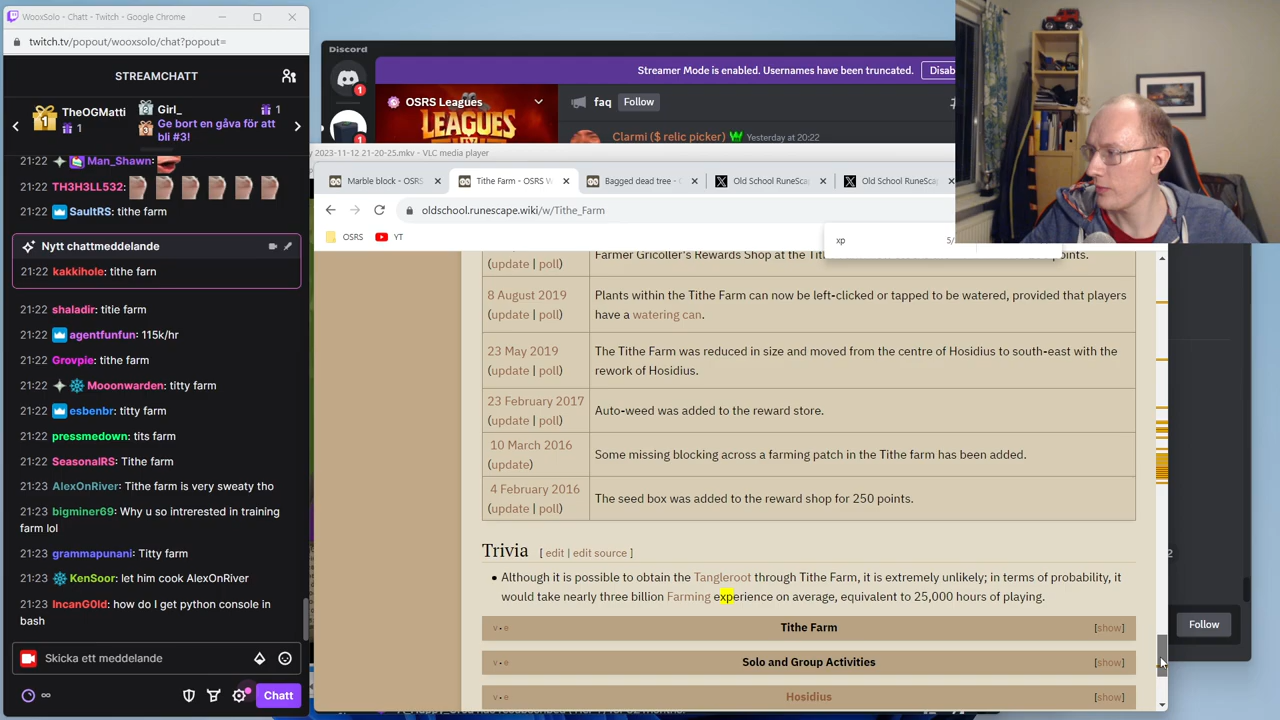 WooxSolo - Chatt - Twitch - Google Chrome
twitch.tv/popout/wooxsolo/chat?popout=
STREAMCHATT
TheOGMatti
1
Girl_
1
Ge bort en gåva för att
bli #3!
21:22 Man_Shawn:
21:22 TH3H3LL532:
21:22 SaultRS: tithe farm
Nytt chattmeddelande
21:22 kakkihole: tithe farn
21:22 shaladir: titie farm
21:22 agentfunfun: 115k/hr
21:22 Grovpie: tithe farm
21:22 Mooonwarden: titty farm
21:22 esbenbr: titty farm
21:22 pressmedown: tits farm
21:22 SeasonalRS: Tithe farm
21:22 AlexOnRiver: Tithe farm is very sweaty tho
21:22 bigminer69: Why u so intrerested in training
farm lol
21:23 grammapunani: Titty farm
21:23 KenSoor: let him cook AlexOnRiver
21:23 IncanG0ld: how do I get python console in
bash
Skicka ett meddelande
Chatt
Discord
Streamer Mode is enabled. Usernames have been truncated.
Disab
1
OSRS Leagues
LEAGUES
faq
Follow
Clarmi ($ relic picker)
Yesterday at 20:22
2023-11-12 21-20-25.mkv - VLC media player
Marble block - OSRS
Tithe Farm - OSRS W
Bagged dead tree - 
Old School RuneSca
Old School RuneSca
oldschool.runescape.wiki/w/Tithe_Farm
OSRS
YT
xp
5/
(update | poll)
Farmer Gricoller's Rewards Shop at the Tit
points.
8 August 2019
(update | poll)
Plants within the Tithe Farm can now be left-clicked or tapped to be watered, provided that players
have a watering can.
23 May 2019
(update | poll)
The Tithe Farm was reduced in size and moved from the centre of Hosidius to south-east with the
rework of Hosidius.
23 February 2017
(update | poll)
Auto-weed was added to the reward store.
10 March 2016
(update)
Some missing blocking across a farming patch in the Tithe farm has been added.
4 February 2016
(update | poll)
The seed box was added to the reward shop for 250 points.
Trivia [ edit | edit source ]
• Although it is possible to obtain the Tangleroot through Tithe Farm, it is extremely unlikely; in terms of probability, it
would take nearly three billion Farming experience on average, equivalent to 25,000 hours of playing.
v • e
Tithe Farm
[show]
v • e
Solo and Group Activities
[show]
v • e
Hosidius
[show]
2
Follow